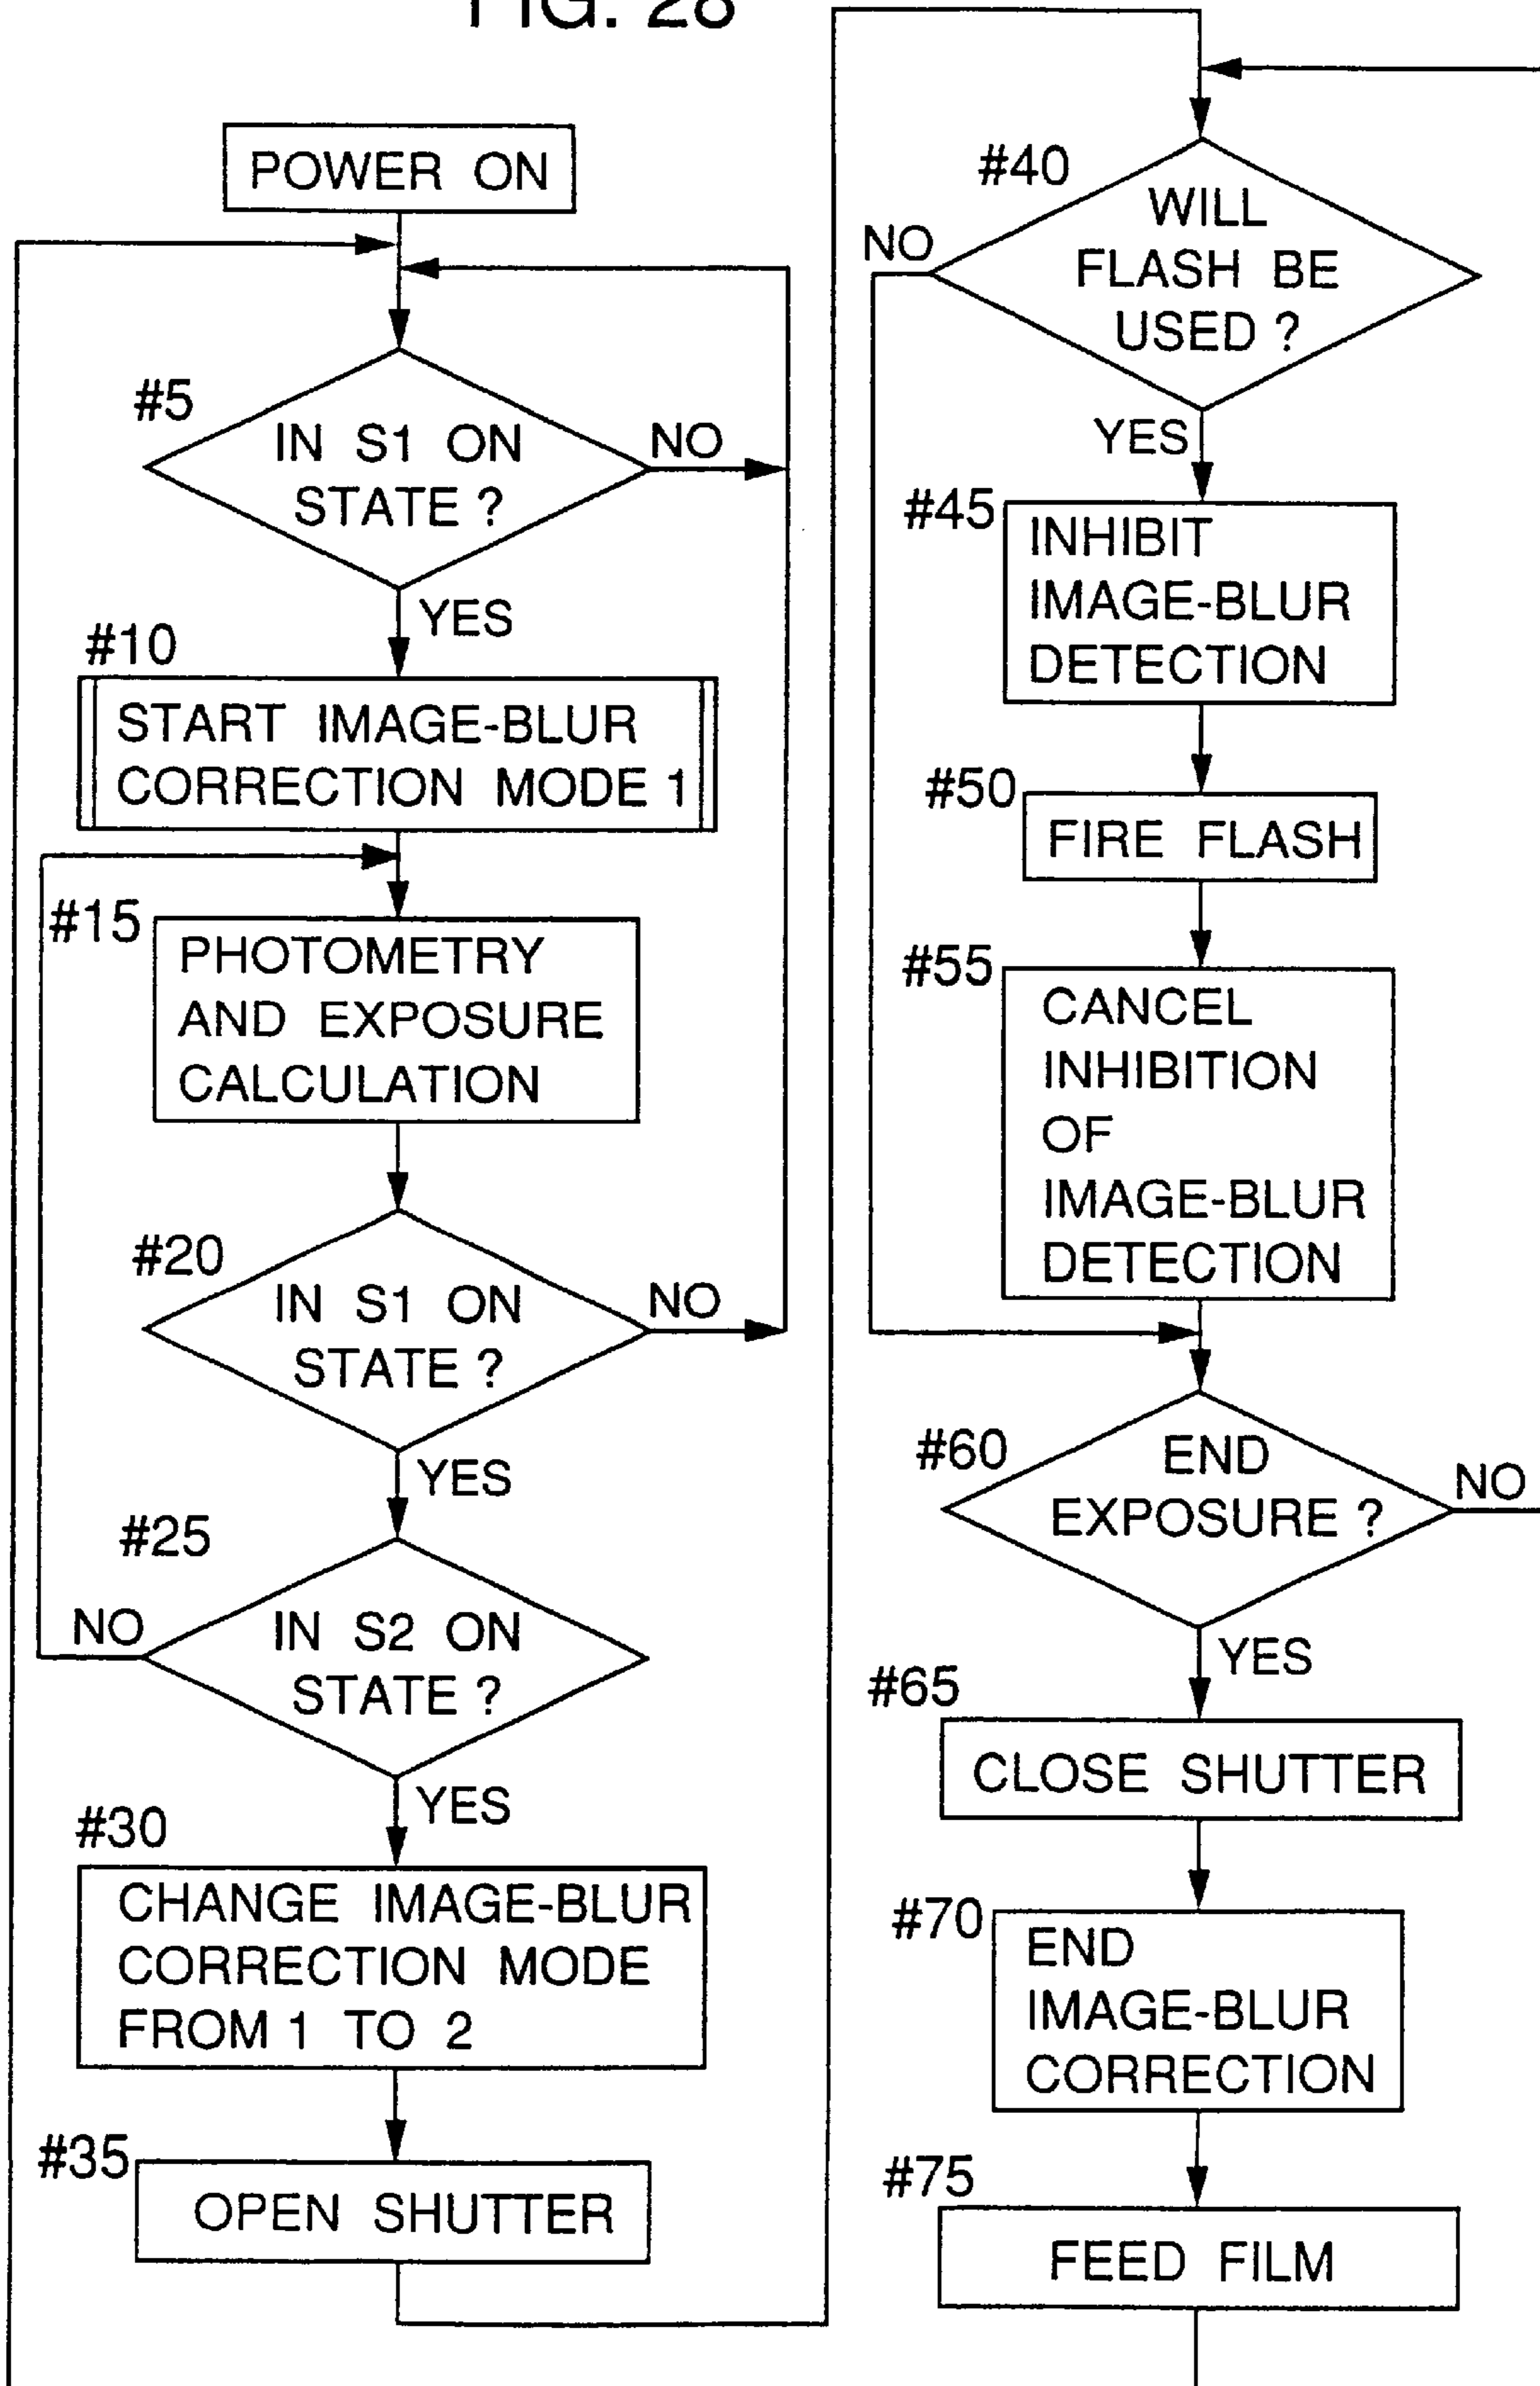 FIG. 28
POWER ON
#5
IN S1 ON
STATE ?
NO
YES
#10
START IMAGE-BLUR
CORRECTION MODE 1
#15
PHOTOMETRY
AND EXPOSURE
CALCULATION
#20
IN S1 ON
STATE ?
NO
YES
#25
IN S2 ON
STATE ?
NO
YES
#30
CHANGE IMAGE-BLUR
CORRECTION MODE
FROM 1 TO 2
#35
OPEN SHUTTER
#40
WILL
FLASH BE
USED ?
NO
YES
#45
INHIBIT
IMAGE-BLUR
DETECTION
#50
FIRE FLASH
#55
CANCEL
INHIBITION
OF
IMAGE-BLUR
DETECTION
#60
END
EXPOSURE ?
NO
YES
#65
CLOSE SHUTTER
#70
END
IMAGE-BLUR
CORRECTION
#75
FEED FILM